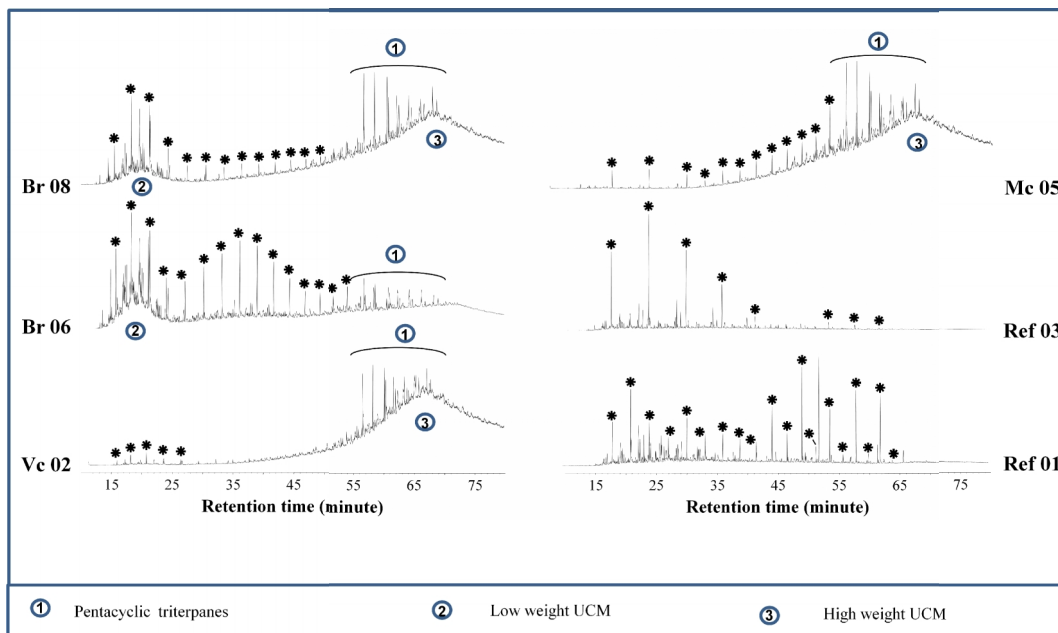 1
1
Br 08
2
3
3
Mc 05
1
Br 06
2
Ref 03
1
Vc 02
3
Ref 01
15 25 35 45 55 65 75
15 25 35 45 55 65 75
Retention time (minute)
Retention time (minute)
1 Pentacyclic triterpanes
2 Low weight UCM
3 High weight UCM